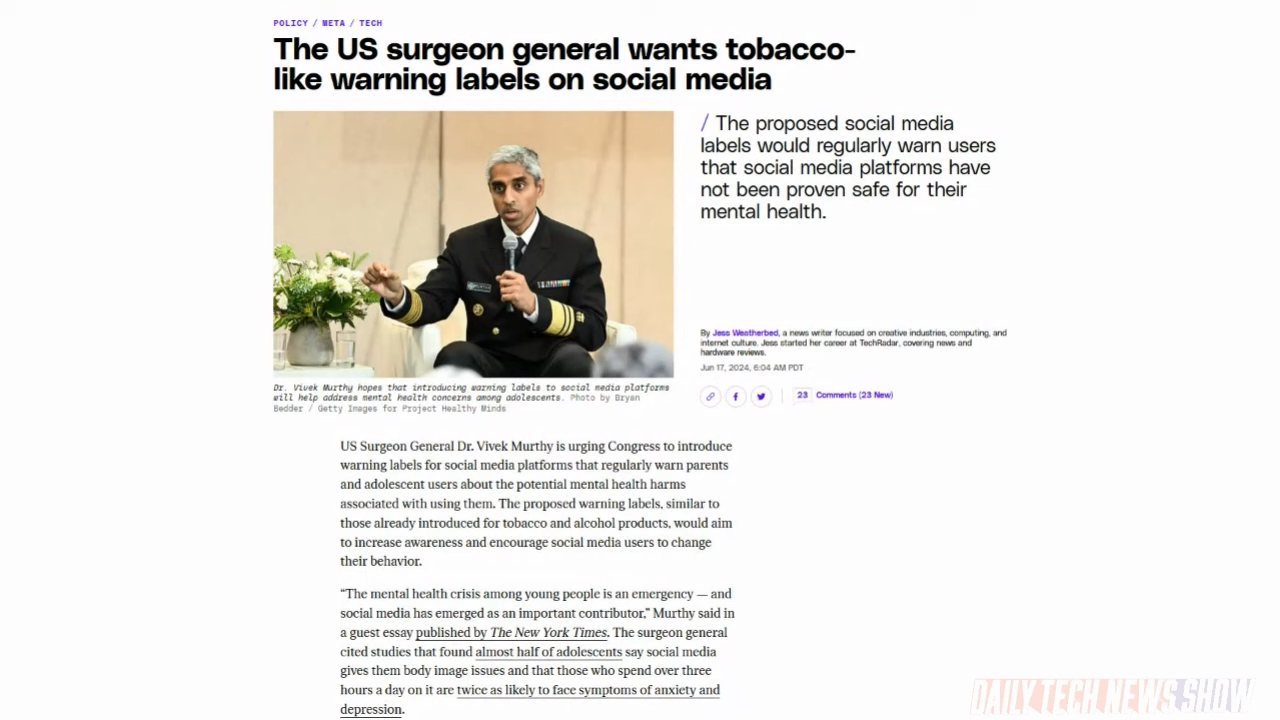 POLICY / META / TECH
The US surgeon general wants tobacco-
like warning labels on social media
/ The proposed social media
labels would regularly warn users
that social media platforms have
not been proven safe for their
mental health.
By Jess Weatherbed, a news writer focused on creative industries, computing, and
internet culture. Jess started her career at TechRadar, covering news and
hardware reviews.
Jun 17, 2024, 6:04 AM PDT
23 Comments (23 New)
Dr. Vivek Murthy hopes that introducing warning labels to social media platforms
will help address mental health concerns among adolescents. Photo by Bryan
Bedder / Getty Images for Project Healthy Minds
US Surgeon General Dr. Vivek Murthy is urging Congress to introduce
warning labels for social media platforms that regularly warn parents
and adolescent users about the potential mental health harms
associated with using them. The proposed warning labels, similar to
those already introduced for tobacco and alcohol products, would aim
to increase awareness and encourage social media users to change
their behavior.
“The mental health crisis among young people is an emergency — and
social media has emerged as an important contributor,” Murthy said in
a guest essay published by The New York Times. The surgeon general
cited studies that found almost half of adolescents say social media
gives them body image issues and that those who spend over three
hours a day on it are twice as likely to face symptoms of anxiety and
depression.
DAILY TECH NEWS SHOW